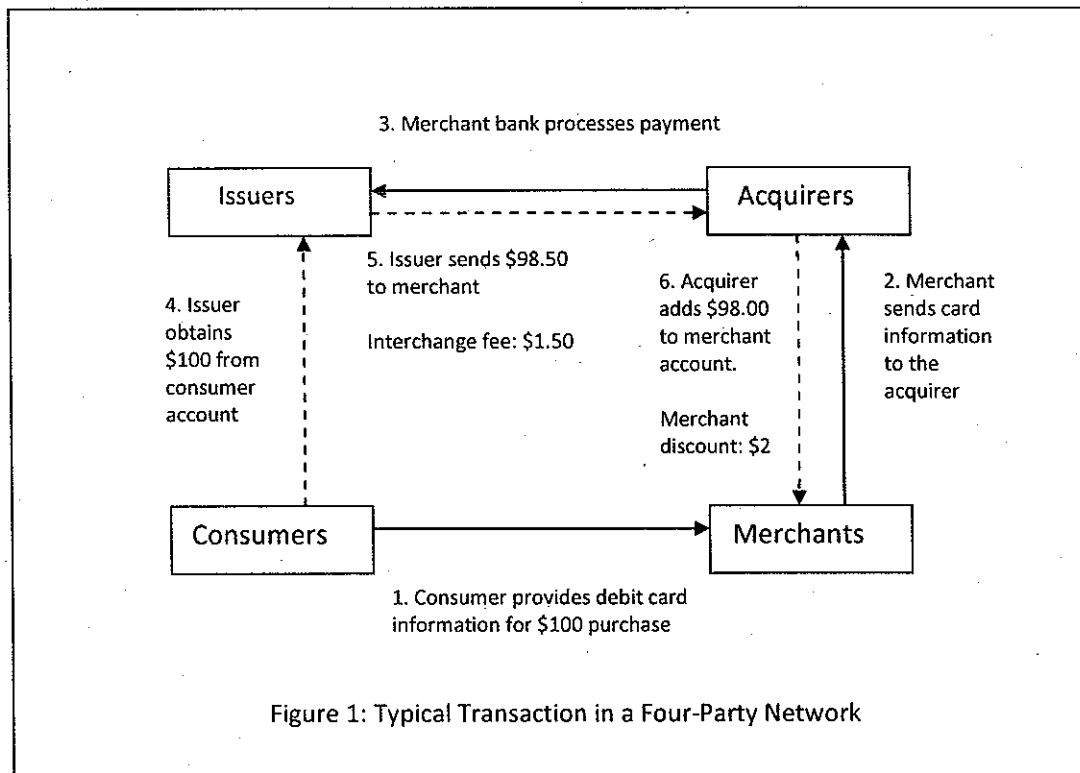 3. Merchant bank processes payment
Issuers
Acquirers
4. Issuer
obtains
$100 from
consumer
account
5. Issuer sends $98.50
to merchant
Interchange fee: $1.50
6. Acquirer
adds $98.00
to merchant
account.
Merchant
discount: $2
2. Merchant
sends card
information
to the
acquirer
Consumers
Merchants
1. Consumer provides debit card
information for $100 purchase
Figure 1: Typical Transaction in a Four-Party Network